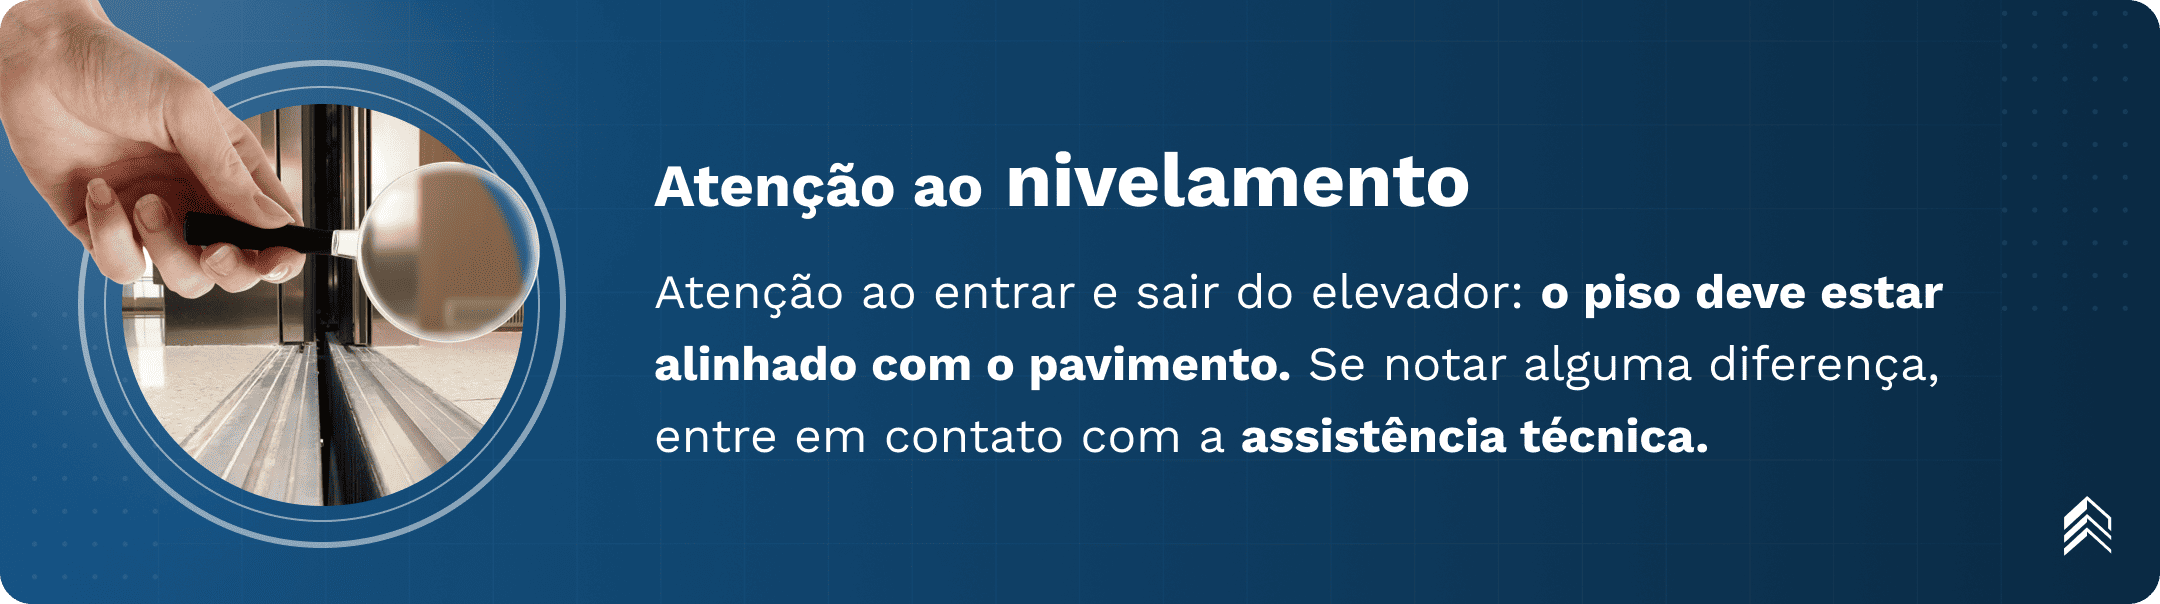 Atenção ao nivelamento
Atenção ao entrar e sair do elevador: o piso deve estar
alinhado com o pavimento. Se notar alguma diferença,
entre em contato com a assistência técnica.